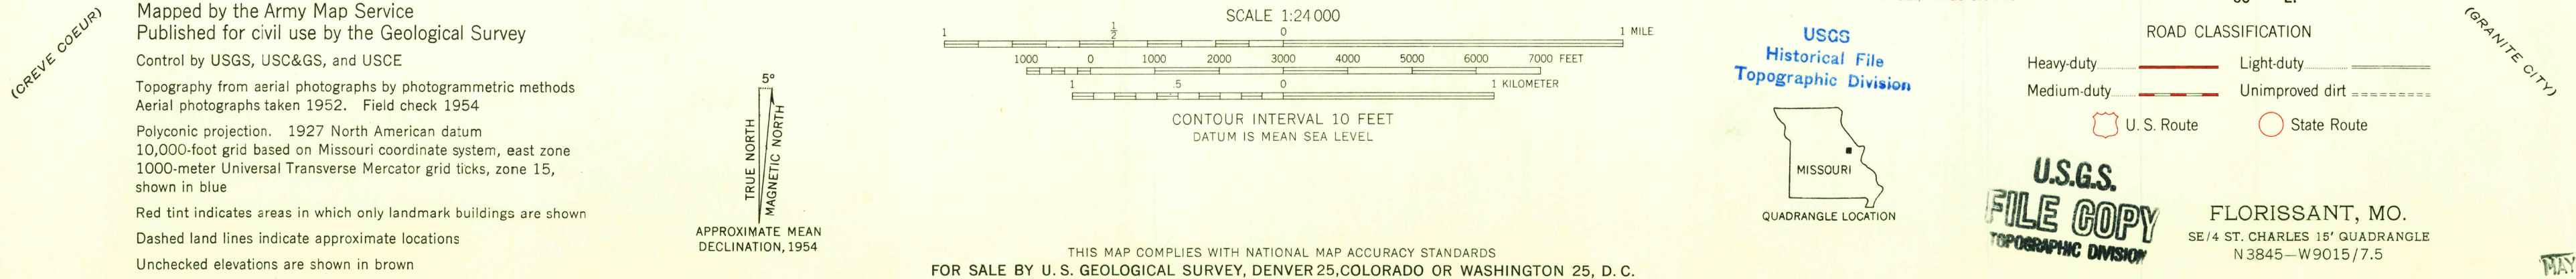 (CREVE COEUR)
Mapped by the Army Map Service
Published for civil use by the Geological Survey
Control by USGS, USC&GS, and USCE
Topography from aerial photographs by photogrammetric methods
Aerial photographs taken 1952. Field check 1954
Polyconic projection. 1927 North American datum
10,000-foot grid based on Missouri coordinate system, east zone
1000-meter Universal Transverse Mercator grid ticks, zone 15,
shown in blue
Red tint indicates areas in which only landmark buildings are shown
Dashed land lines indicate approximate locations
Unchecked elevations are shown in brown
5°
TRUE NORTH
MAGNETIC NORTH
APPROXIMATE MEAN
DECLINATION, 1954
SCALE 1:24 000
1 1/2 0 1 MILE
1000 0 1000 2000 3000 4000 5000 6000 7000 FEET
1 .5 0 1 KILOMETER
CONTOUR INTERVAL 10 FEET
DATUM IS MEAN SEA LEVEL
THIS MAP COMPLIES WITH NATIONAL MAP ACCURACY STANDARDS
FOR SALE BY U. S. GEOLOGICAL SURVEY, DENVER 25, COLORADO OR WASHINGTON 25, D. C.
USGS
Historical File
Topographic Division
MISSOURI
QUADRANGLE LOCATION
ROAD CLASSIFICATION
Heavy-duty Light-duty
Medium-duty Unimproved dirt
U. S. Route State Route
U.S.G.S.
FILE COPY
TOPOGRAPHIC DIVISION
FLORISSANT, MO.
SE/4 ST. CHARLES 15' QUADRANGLE
N 3845—W 9015/7.5
(GRANITE CITY)
MAY